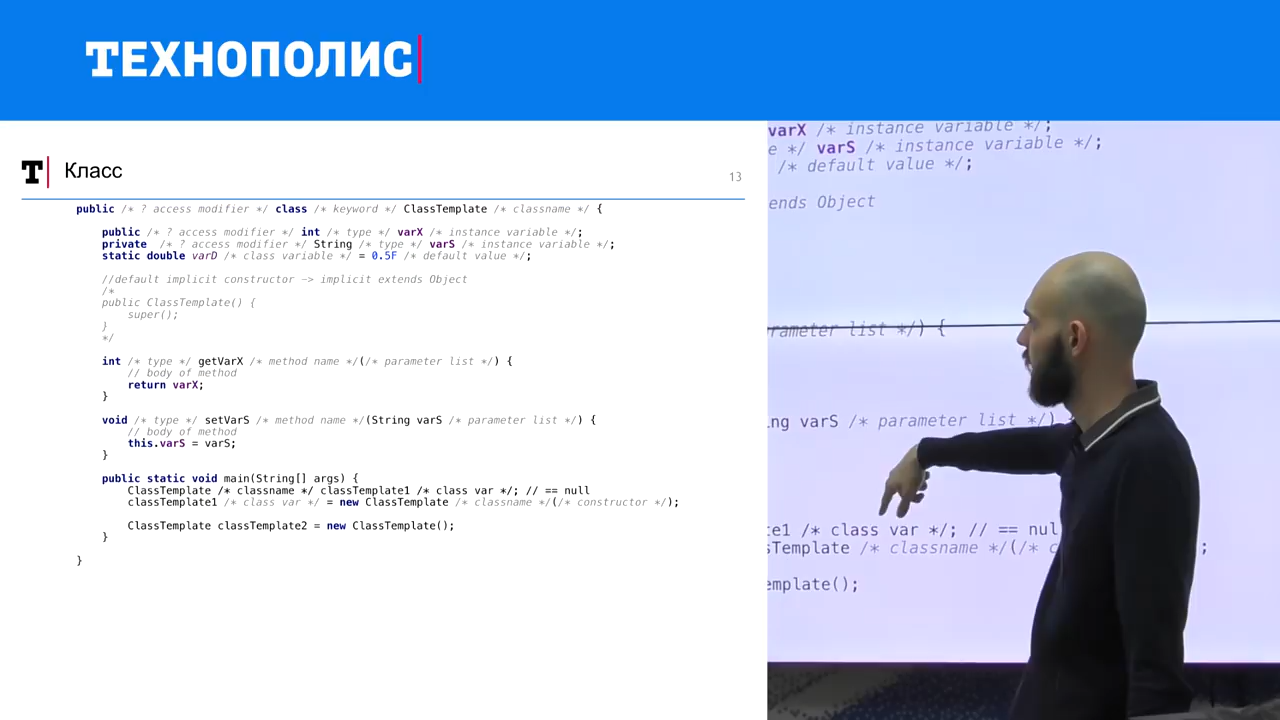 ТЕХНОПОЛИС
T Класс
13
public /* ? access modifier */ class /* keyword */ ClassTemplate /* classname */ {
public /* ? access modifier */ int /* type */ varX /* instance variable */;
private /* ? access modifier */ String /* type */ varS /* instance variable */;
static double varD /* class variable */ = 0.5F /* default value */;
//default implicit constructor -> implicit extends Object
/*
public ClassTemplate() {
super();
}
*/
int /* type */ getVarX /* method name */(/* parameter list */) {
// body of method
return varX;
}
void /* type */ setVarS /* method name */(String varS /* parameter list */) {
// body of method
this.varS = varS;
}
public static void main(String[] args) {
ClassTemplate /* classname */ classTemplate1 /* class var */; // == null
classTemplate1 /* class var */ = new ClassTemplate /* classname */(/* constructor */);
ClassTemplate classTemplate2 = new ClassTemplate();
}
}
varX /* instance variable */;
e */ varS /* instance variable */;
/* default value */;
ends Object
rameter list */) {
ng varS /* parameter list */) {
te1 /* class var */; // == nul
sTemplate /* classname */(/* c
;
emplate();